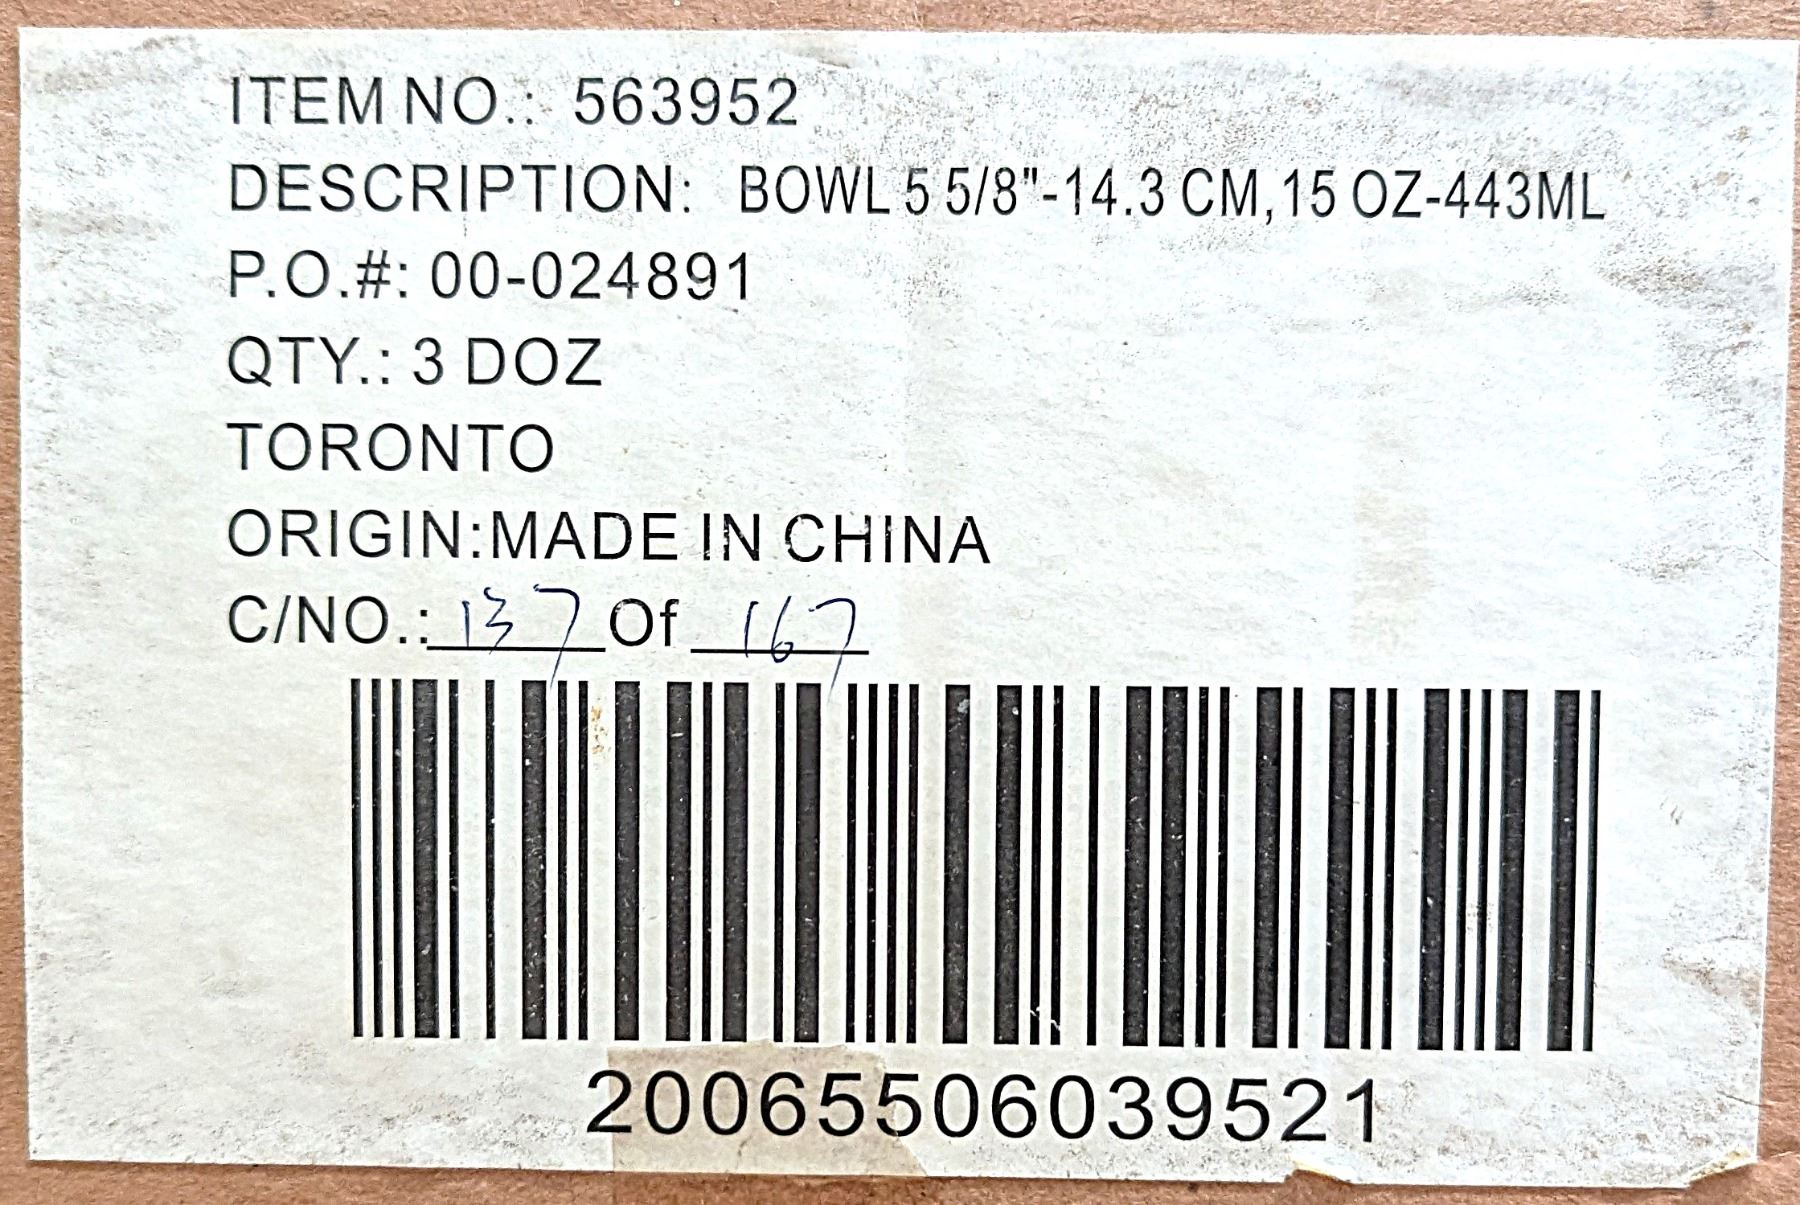 ITEM NO.: 563952
DESCRIPTION: BOWL 5 5/8"-14.3 CM,15 OZ-443ML
P.O.#: 00-024891
QTY.: 3 DOZ
TORONTO
ORIGIN:MADE IN CHINA
C/NO.: 137 Of 167
20065506039521